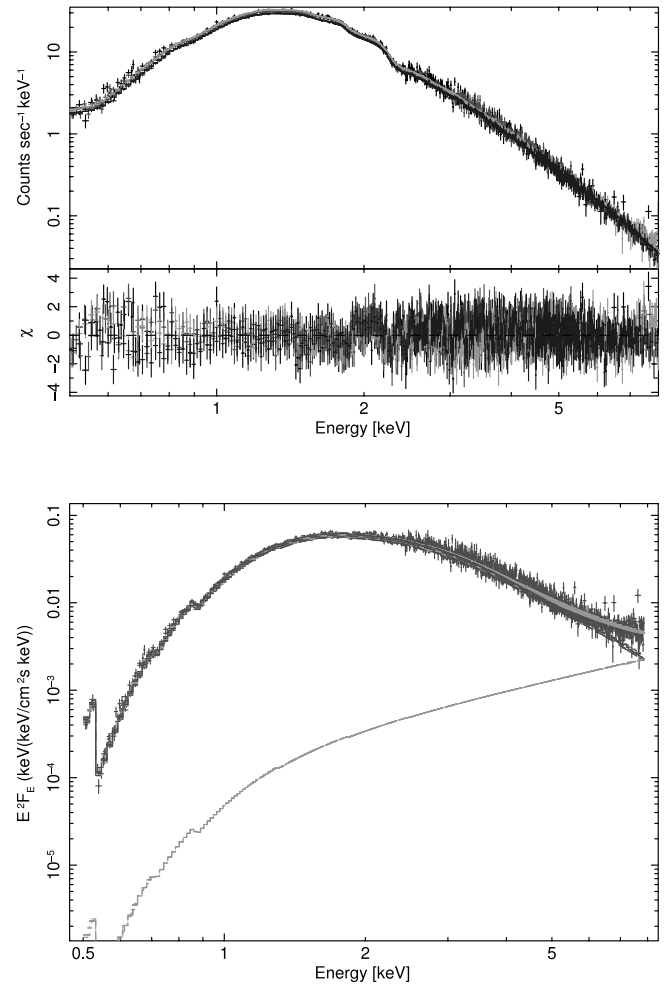 10
1
0.1
Counts sec⁻¹ keV⁻¹
4
2
0
−2
−4
χ
1 2 5
Energy [keV]
0.1
0.01
10⁻³
10⁻⁴
10⁻⁵
E²F_E (keV(keV/cm²s keV))
0.5 1 2 5
Energy [keV]